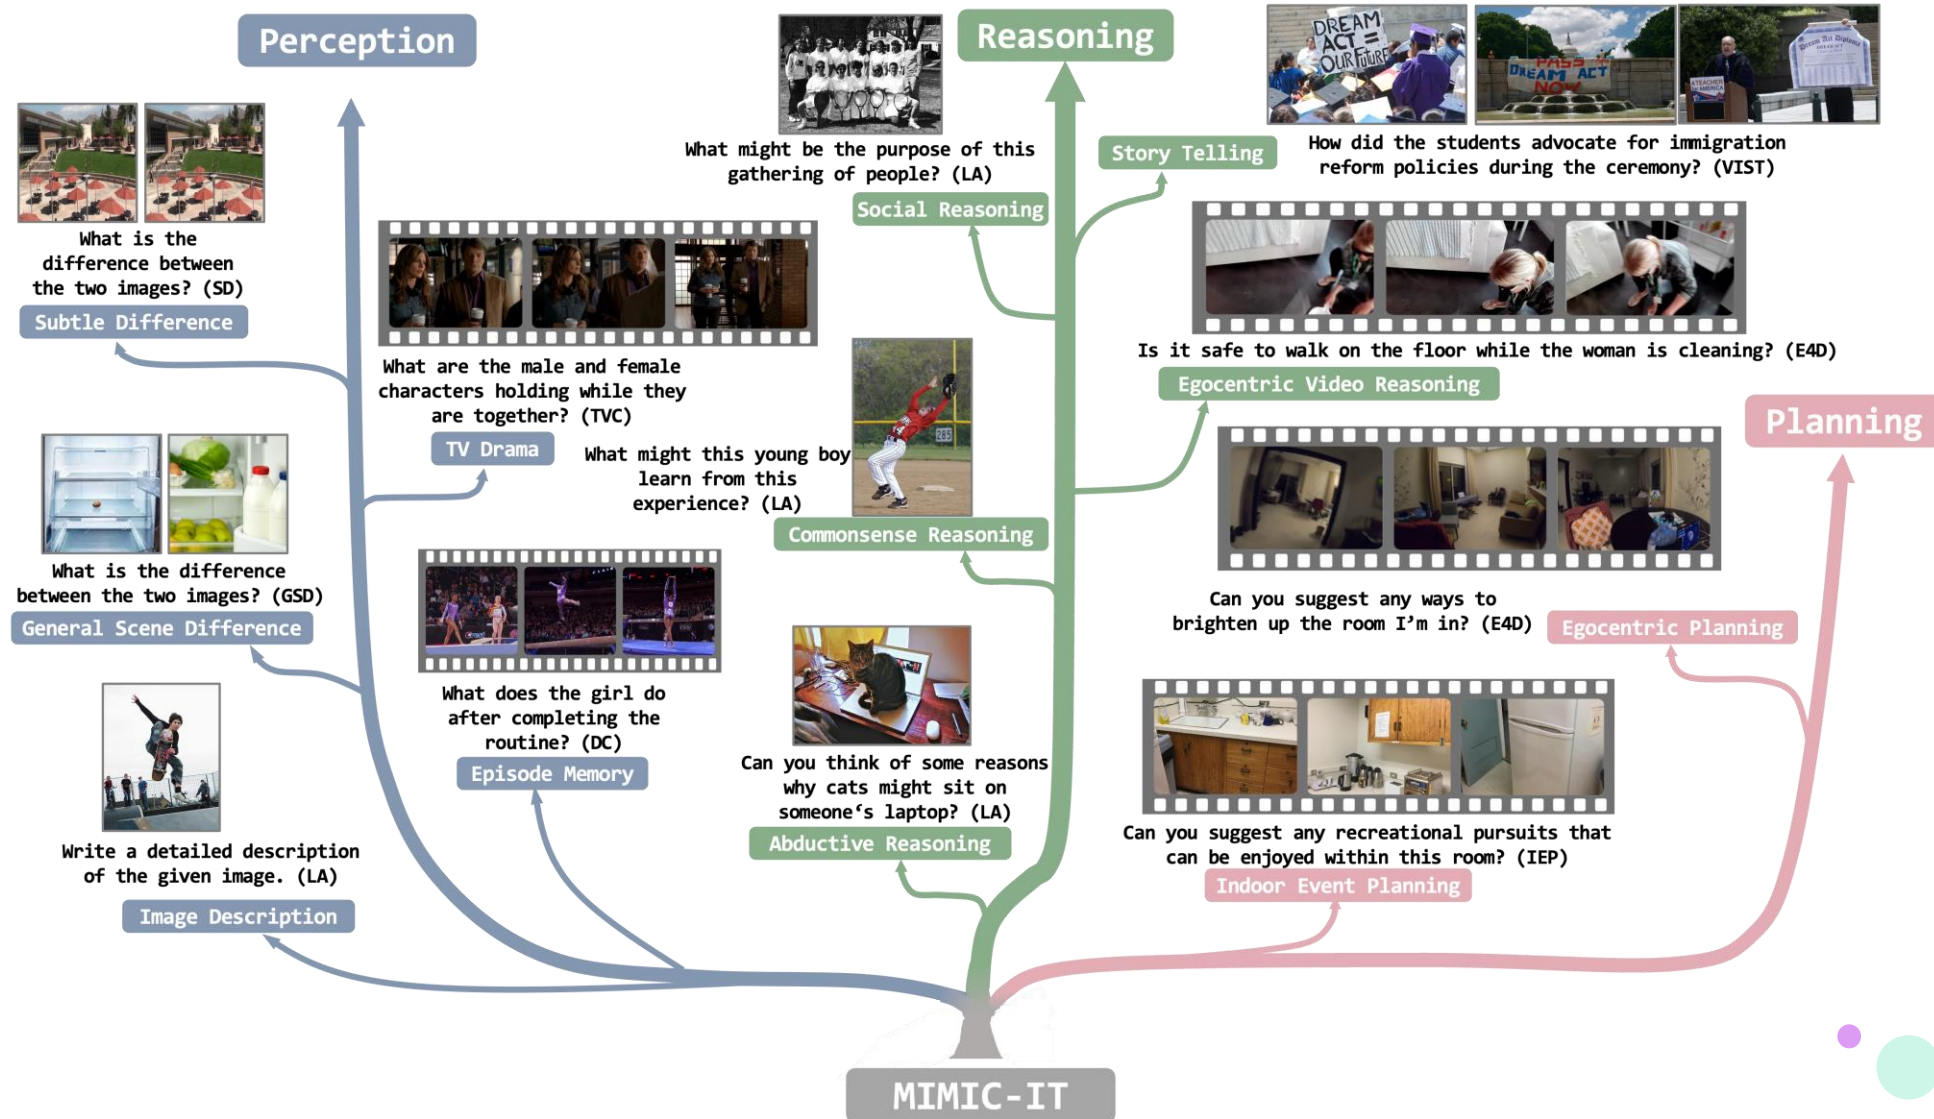 Perception
What is the
difference between
the two images? (SD)
Subtle Difference
What are the male and female
characters holding while they
are together? (TVC)
TV Drama
What is the difference
between the two images? (GSD)
General Scene Difference
What does the girl do
after completing the
routine? (DC)
Episode Memory
Write a detailed description
of the given image. (LA)
Image Description
Reasoning
What might be the purpose of this
gathering of people? (LA)
Social Reasoning
DREAM
ACT =
OUR FUTURE
PASS
DREAM ACT
NOW
Dream Act Diploma
A TEACHER
IN AMERICA
How did the students advocate for immigration
reform policies during the ceremony? (VIST)
Story Telling
Is it safe to walk on the floor while the woman is cleaning? (E4D)
Egocentric Video Reasoning
285
What might this young boy
learn from this
experience? (LA)
Commonsense Reasoning
Can you think of some reasons
why cats might sit on
someone‘s laptop? (LA)
Abductive Reasoning
Planning
Can you suggest any ways to
brighten up the room I’m in? (E4D)
Egocentric Planning
Can you suggest any recreational pursuits that
can be enjoyed within this room? (IEP)
Indoor Event Planning
MIMIC-IT